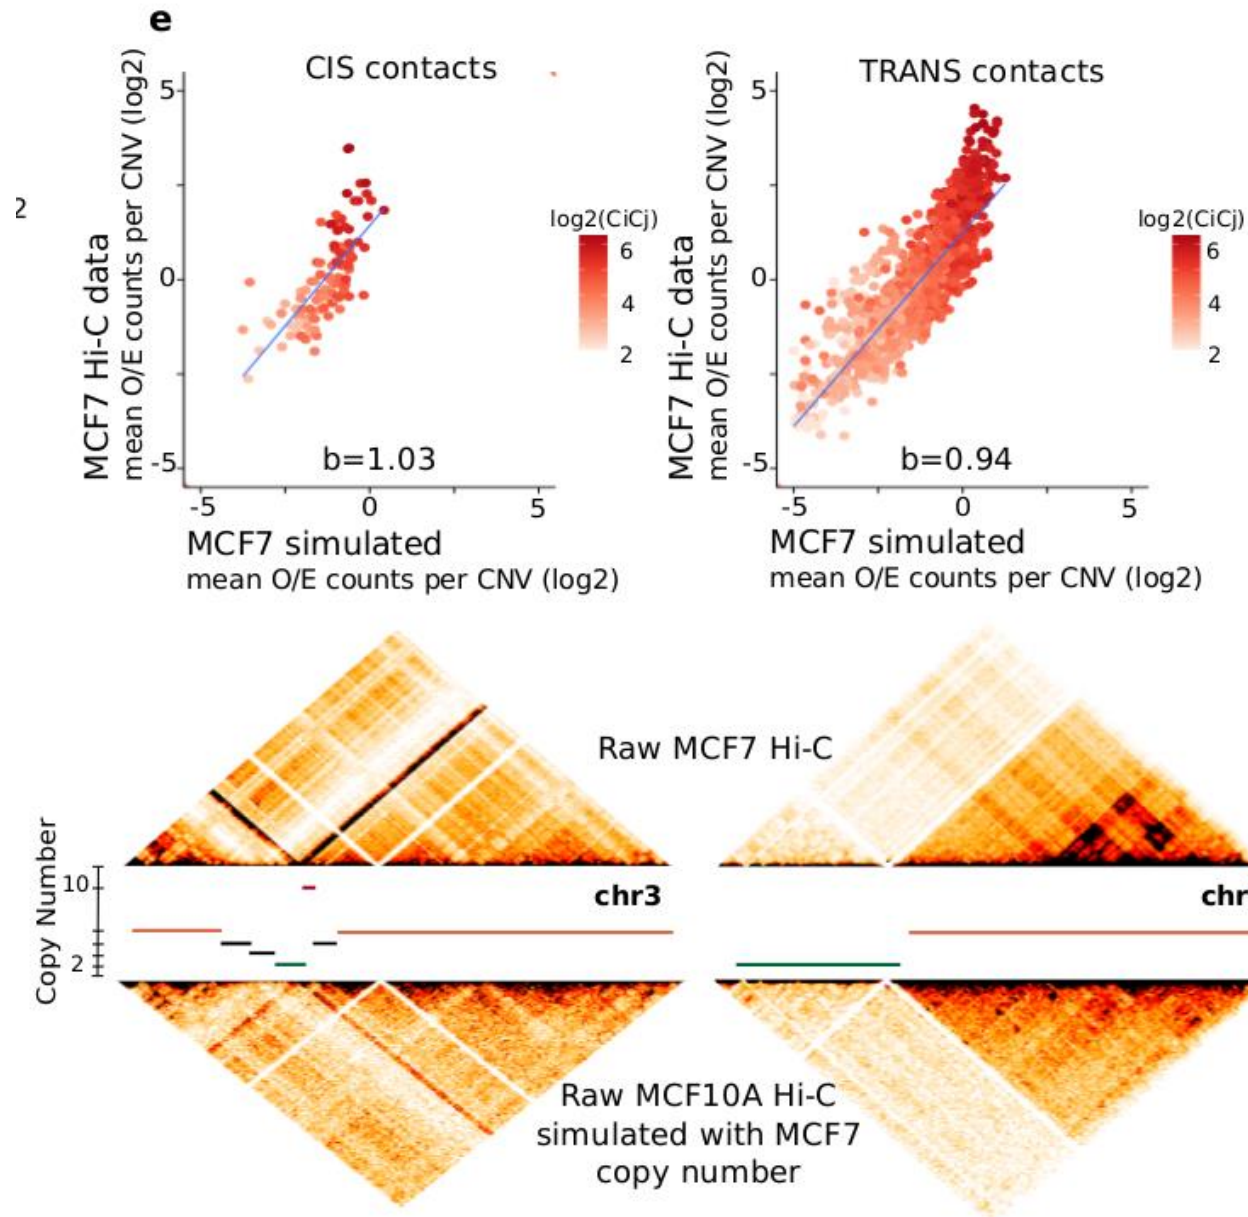 e
CIS contacts
TRANS contacts
MCF7 Hi-C data
mean O/E counts per CNV (log2)
5
0
-5
b=1.03
-5
0
5
MCF7 simulated
mean O/E counts per CNV (log2)
log2(CiCj)
6
4
2
MCF7 Hi-C data
mean O/E counts per CNV (log2)
5
0
-5
b=0.94
-5
0
5
MCF7 simulated
mean O/E counts per CNV (log2)
log2(CiCj)
6
4
2
2
Raw MCF7 Hi-C
Copy Number
10
2
chr3
chr
Raw MCF10A Hi-C
simulated with MCF7
copy number